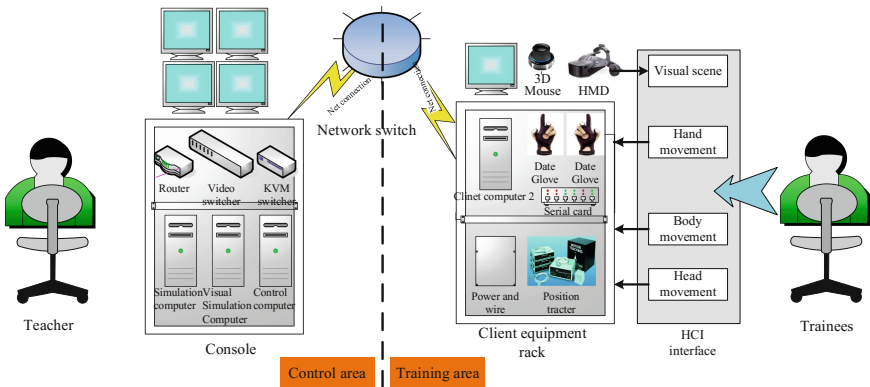 Net connection
Network switch
Net connection
3D
Mouse
HMD
Visual scene
Hand
movement
Body
movement
Head
movement
HCI
interface
Router
Video
switcher
KVM
switcher
Simulation
computer
Visual
Simulation
Computer
Control
computer
Console
Teacher
Date
Glove
Date
Glove
Clinet computer 2
Serial card
Power and
wire
Position
tracter
Client equipment
rack
Trainees
Control area
Training area